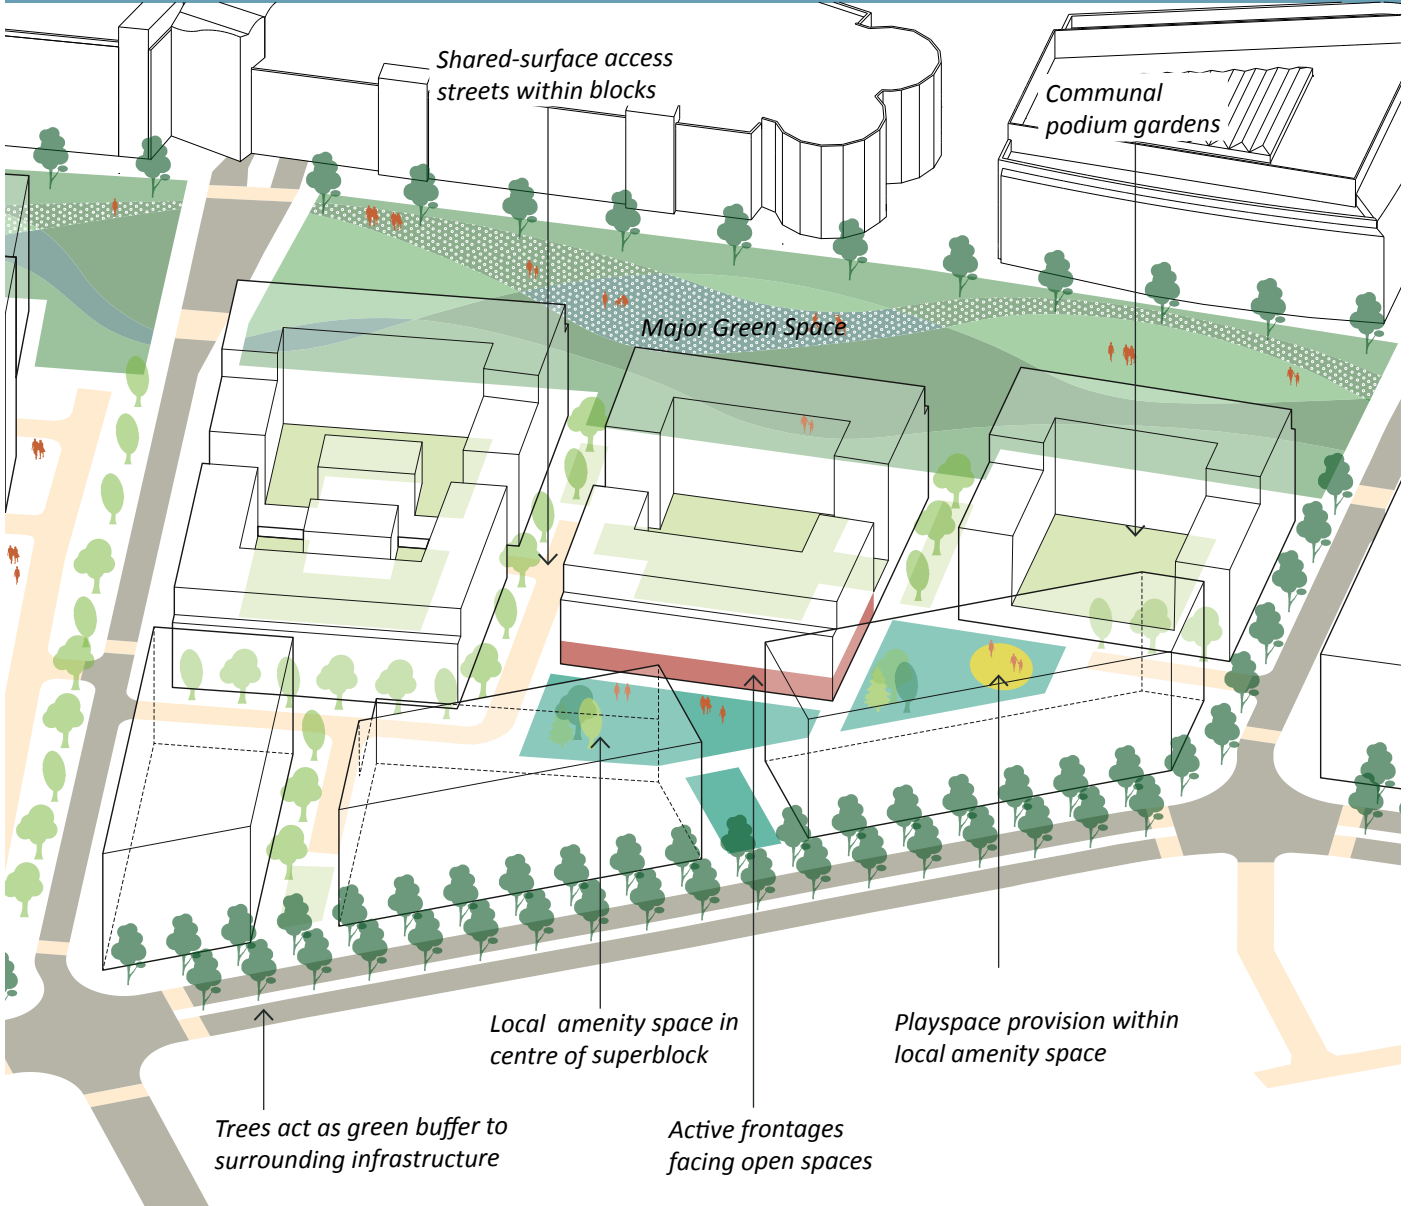 Shared-surface access
streets within blocks
Communal
podium gardens
Major Green Space
Local amenity space in
centre of superblock
Playspace provision within
local amenity space
Trees act as green buffer to
surrounding infrastructure
Active frontages
facing open spaces